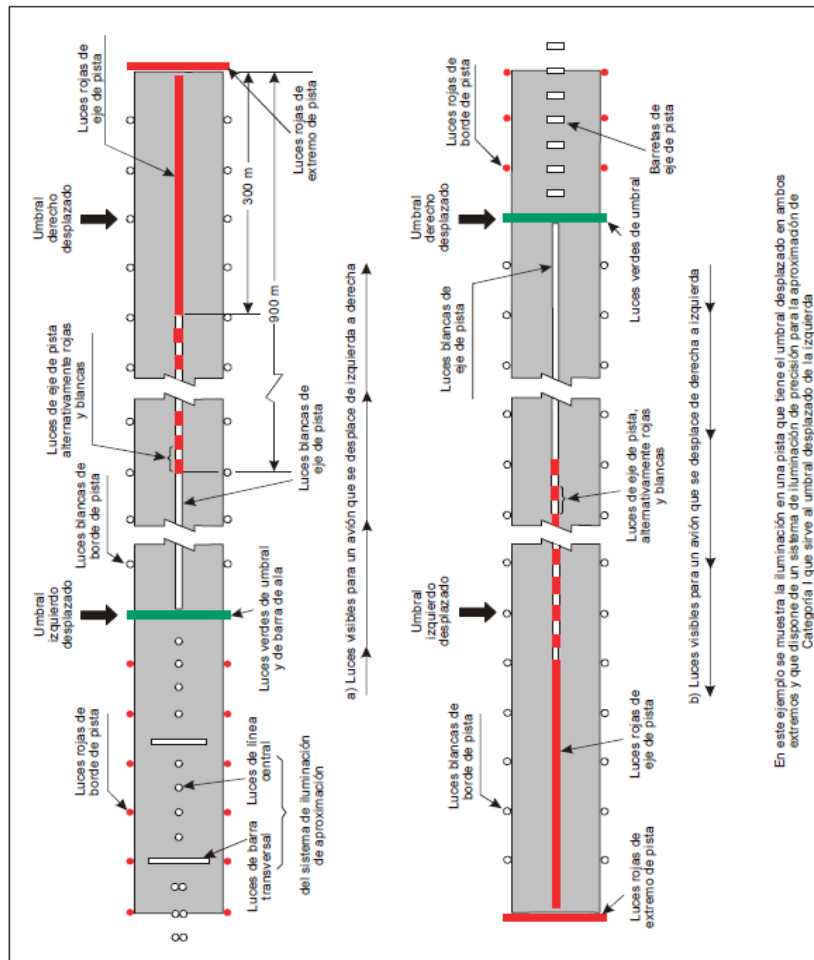 Umbral
izquierdo
desplazado
Luces rojas de
borde de pista
Luces blancas de
borde de pista
Luces de eje de pista
alternativamente rojas
y blancas
Umbral
derecho
desplazado
Luces rojas de
eje de pista
300 m
900 m
Luces de barra
transversal
Luces de línea
central
del sistema de iluminación
de aproximación
Luces verdes de umbral
y de barra de ala
Luces blancas de
eje de pista
Luces rojas de
extremo de pista
a) Luces visibles para un avión que se desplace de izquierda a derecha
Luces blancas de
borde de pista
Umbral
izquierdo
desplazado
Luces blancas de
eje de pista
Umbral
derecho
desplazado
Luces rojas de
borde de pista
Luces rojas de
extremo de pista
Luces rojas de
eje de pista
Luces de eje de pista,
alternativamente rojas
y blancas
Luces verdes de umbral
Barretas de
eje de pista
b) Luces visibles para un avión que se desplace de derecha a izquierda
En este ejemplo se muestra la iluminación en una pista que tiene el umbral desplazado en ambos
extremos y que dispone de un sistema de iluminación de precisión para la aproximación de
Categoría I que sirve al umbral desplazado de la izquierda